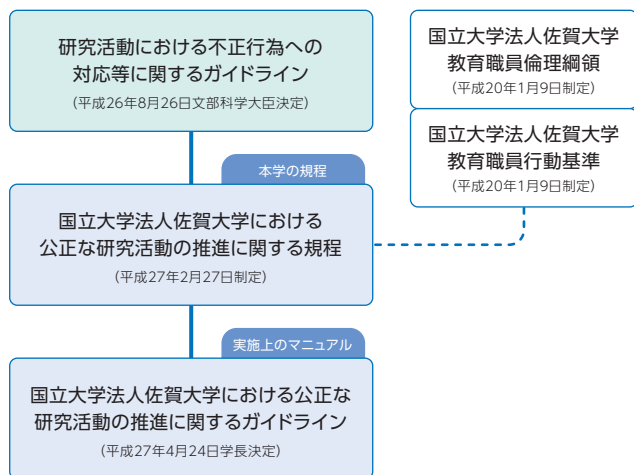 研究活動における不正行為への
対応等に関するガイドライン
(平成26年8月26日文部科学大臣決定)
国立大学法人佐賀大学
教育職員倫理綱領
(平成20年1月9日制定)
国立大学法人佐賀大学
教育職員行動基準
(平成20年1月9日制定)
本学の規程
国立大学法人佐賀大学における
公正な研究活動の推進に関する規程
(平成27年2月27日制定)
実施上のマニュアル
国立大学法人佐賀大学における公正な
研究活動の推進に関するガイドライン
(平成27年4月24日学長決定)